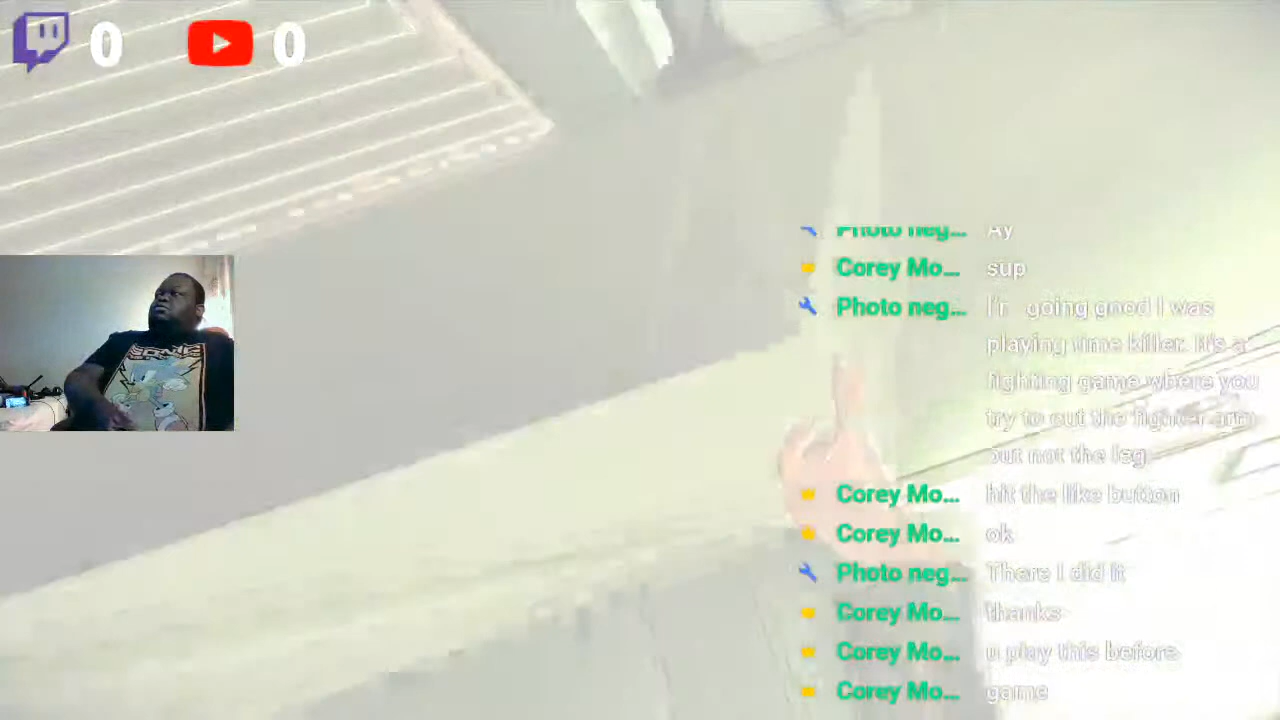 0 0
Photo neg... Ay
Corey Mo... sup
Photo neg... going good I was
playing time killer. It's a
fighting game where you
try to cut the fighter arm
but not the leg
Corey Mo... hit the like button
Corey Mo... ok
Photo neg... There I did it
Corey Mo... thanks
Corey Mo... u play this before
Corey Mo... game